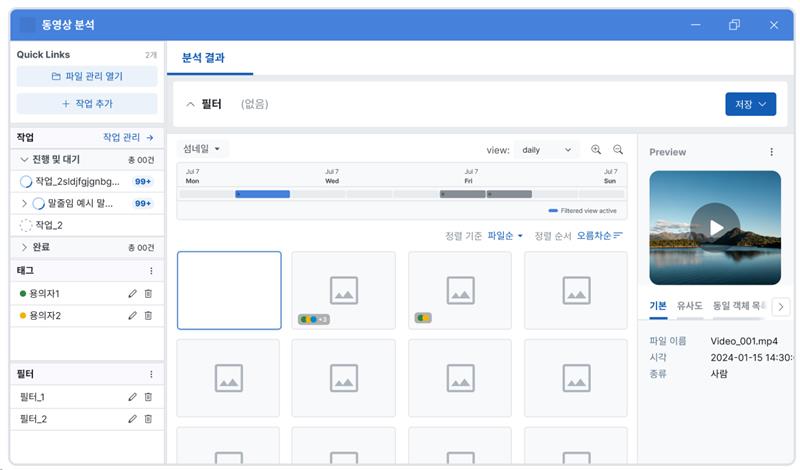 동영상 분석
Quick Links 2개
파일 관리 열기
+ 작업 추가
작업 작업 관리 →
진행 및 대기 총 00건
작업_2sldjfgjgnbg... 99+
말줄임 예시 말... 99+
작업_2
완료 총 00건
태그
용의자1
용의자2
필터
필터_1
필터_2
분석 결과
필터 (없음)
저장
섬네일
view: daily
Jul 7 Jul 7 Jul 7 Jul 7
Mon Wed Fri Sun
Filtered view active
정렬 기준 파일순 정렬 순서 오름차순
+3
Preview
기본 유사도 동일 객체 목록
파일 이름 Video_001.mp4
시각 2024-01-15 14:30:
종류 사람